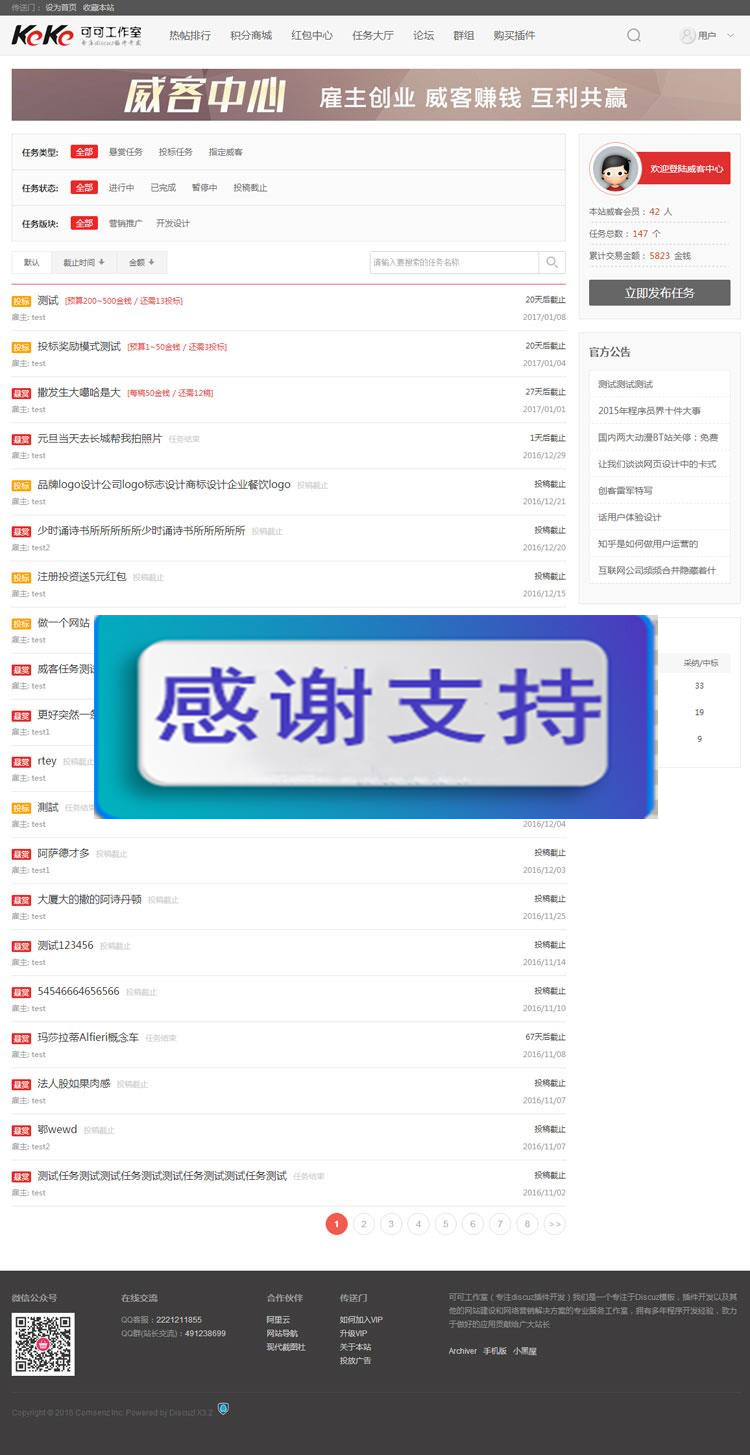 传送门： 设为首页 收藏本站
KeKe 可可工作室
专注discuz插件开发
热帖排行 积分商城 红包中心 任务大厅 论坛 群组 购买插件
用户
威客中心 雇主创业 威客赚钱 互利共赢
任务类型: 全部 悬赏任务 投标任务 指定威客
任务状态: 全部 进行中 已完成 暂停中 投稿截止
任务版块: 全部 营销推广 开发设计
默认 截止时间 金额
请输入要搜索的任务名称
投标 测试 [预算200~500金钱 / 还需13投标] 20天后截止
雇主: test 2017/01/08
投标 投标奖励模式测试 [预算1~50金钱 / 还需3投标] 20天后截止
雇主: test 2017/01/04
悬赏 撒发生大噶哈是大 [每稿50金钱 / 还需12稿] 27天后截止
雇主: test 2017/01/01
悬赏 元旦当天去长城帮我拍照片 任务结束 1天后截止
雇主: test 2016/12/29
投标 品牌logo设计公司logo标志设计商标设计企业餐饮logo 投稿截止 投稿截止
雇主: test 2016/12/21
悬赏 少时诵诗书所所所所所少时诵诗书所所所所所 投稿截止 投稿截止
雇主: test2 2016/12/20
投标 注册投资送5元红包 投稿截止 投稿截止
雇主: test 2016/12/15
投标 做一个网站
雇主: test
悬赏 威客任务测
雇主: test
悬赏 更好突然一
雇主: test1
悬赏 rtey 投稿截止
雇主: test
投标 测試 任务结束
雇主: test 2016/12/04
悬赏 阿萨德才多 投稿截止 投稿截止
雇主: test1 2016/12/03
悬赏 大厦大的撒的阿诗丹顿 投稿截止 投稿截止
雇主: test 2016/11/25
悬赏 测试123456 投稿截止 投稿截止
雇主: test 2016/11/14
悬赏 54546664656566 投稿截止 投稿截止
雇主: test 2016/11/10
悬赏 玛莎拉蒂Alfieri概念车 任务结束 67天后截止
雇主: test 2016/11/08
悬赏 法人股如果肉感 投稿截止 投稿截止
雇主: test 2016/11/07
悬赏 鄂wewd 投稿截止 投稿截止
雇主: test2 2016/11/07
悬赏 测试任务测试测试任务测试测试任务测试测试任务测试 任务结束 投稿截止
雇主: test 2016/11/02
1 2 3 4 5 6 7 8 >>
感谢支持
欢迎登陆威客中心
本站威客会员： 42 人
任务总数： 147 个
累计交易金额： 5823 金钱
立即发布任务
官方公告
测试测试测试
2015年程序员界十件大事
国内两大动漫BT站关停：免费
让我们谈谈网页设计中的卡式
创客雷军特写
话用户体验设计
知乎是如何做用户运营的
互联网公司频频合并隐藏着什
采纳/中标
33
19
9
微信公众号
在线交流
QQ客服：2221211855
QQ群(站长交流)：491238699
合作伙伴
阿里云
网站导航
现代截图社
传送门
如何加入VIP
升级VIP
关于本站
投放广告
可可工作室（专注discuz插件开发）我们是一个专注于Discuz模板，插件开发以及其
他的网站建设和网络营销解决方案的专业服务工作室，拥有多年程序开发经验，致力
于做好的应用贡献给广大站长
Archiver 手机版 小黑屋
Copyright © 2016 Comsenz Inc. Powered by Discuz! X3.2